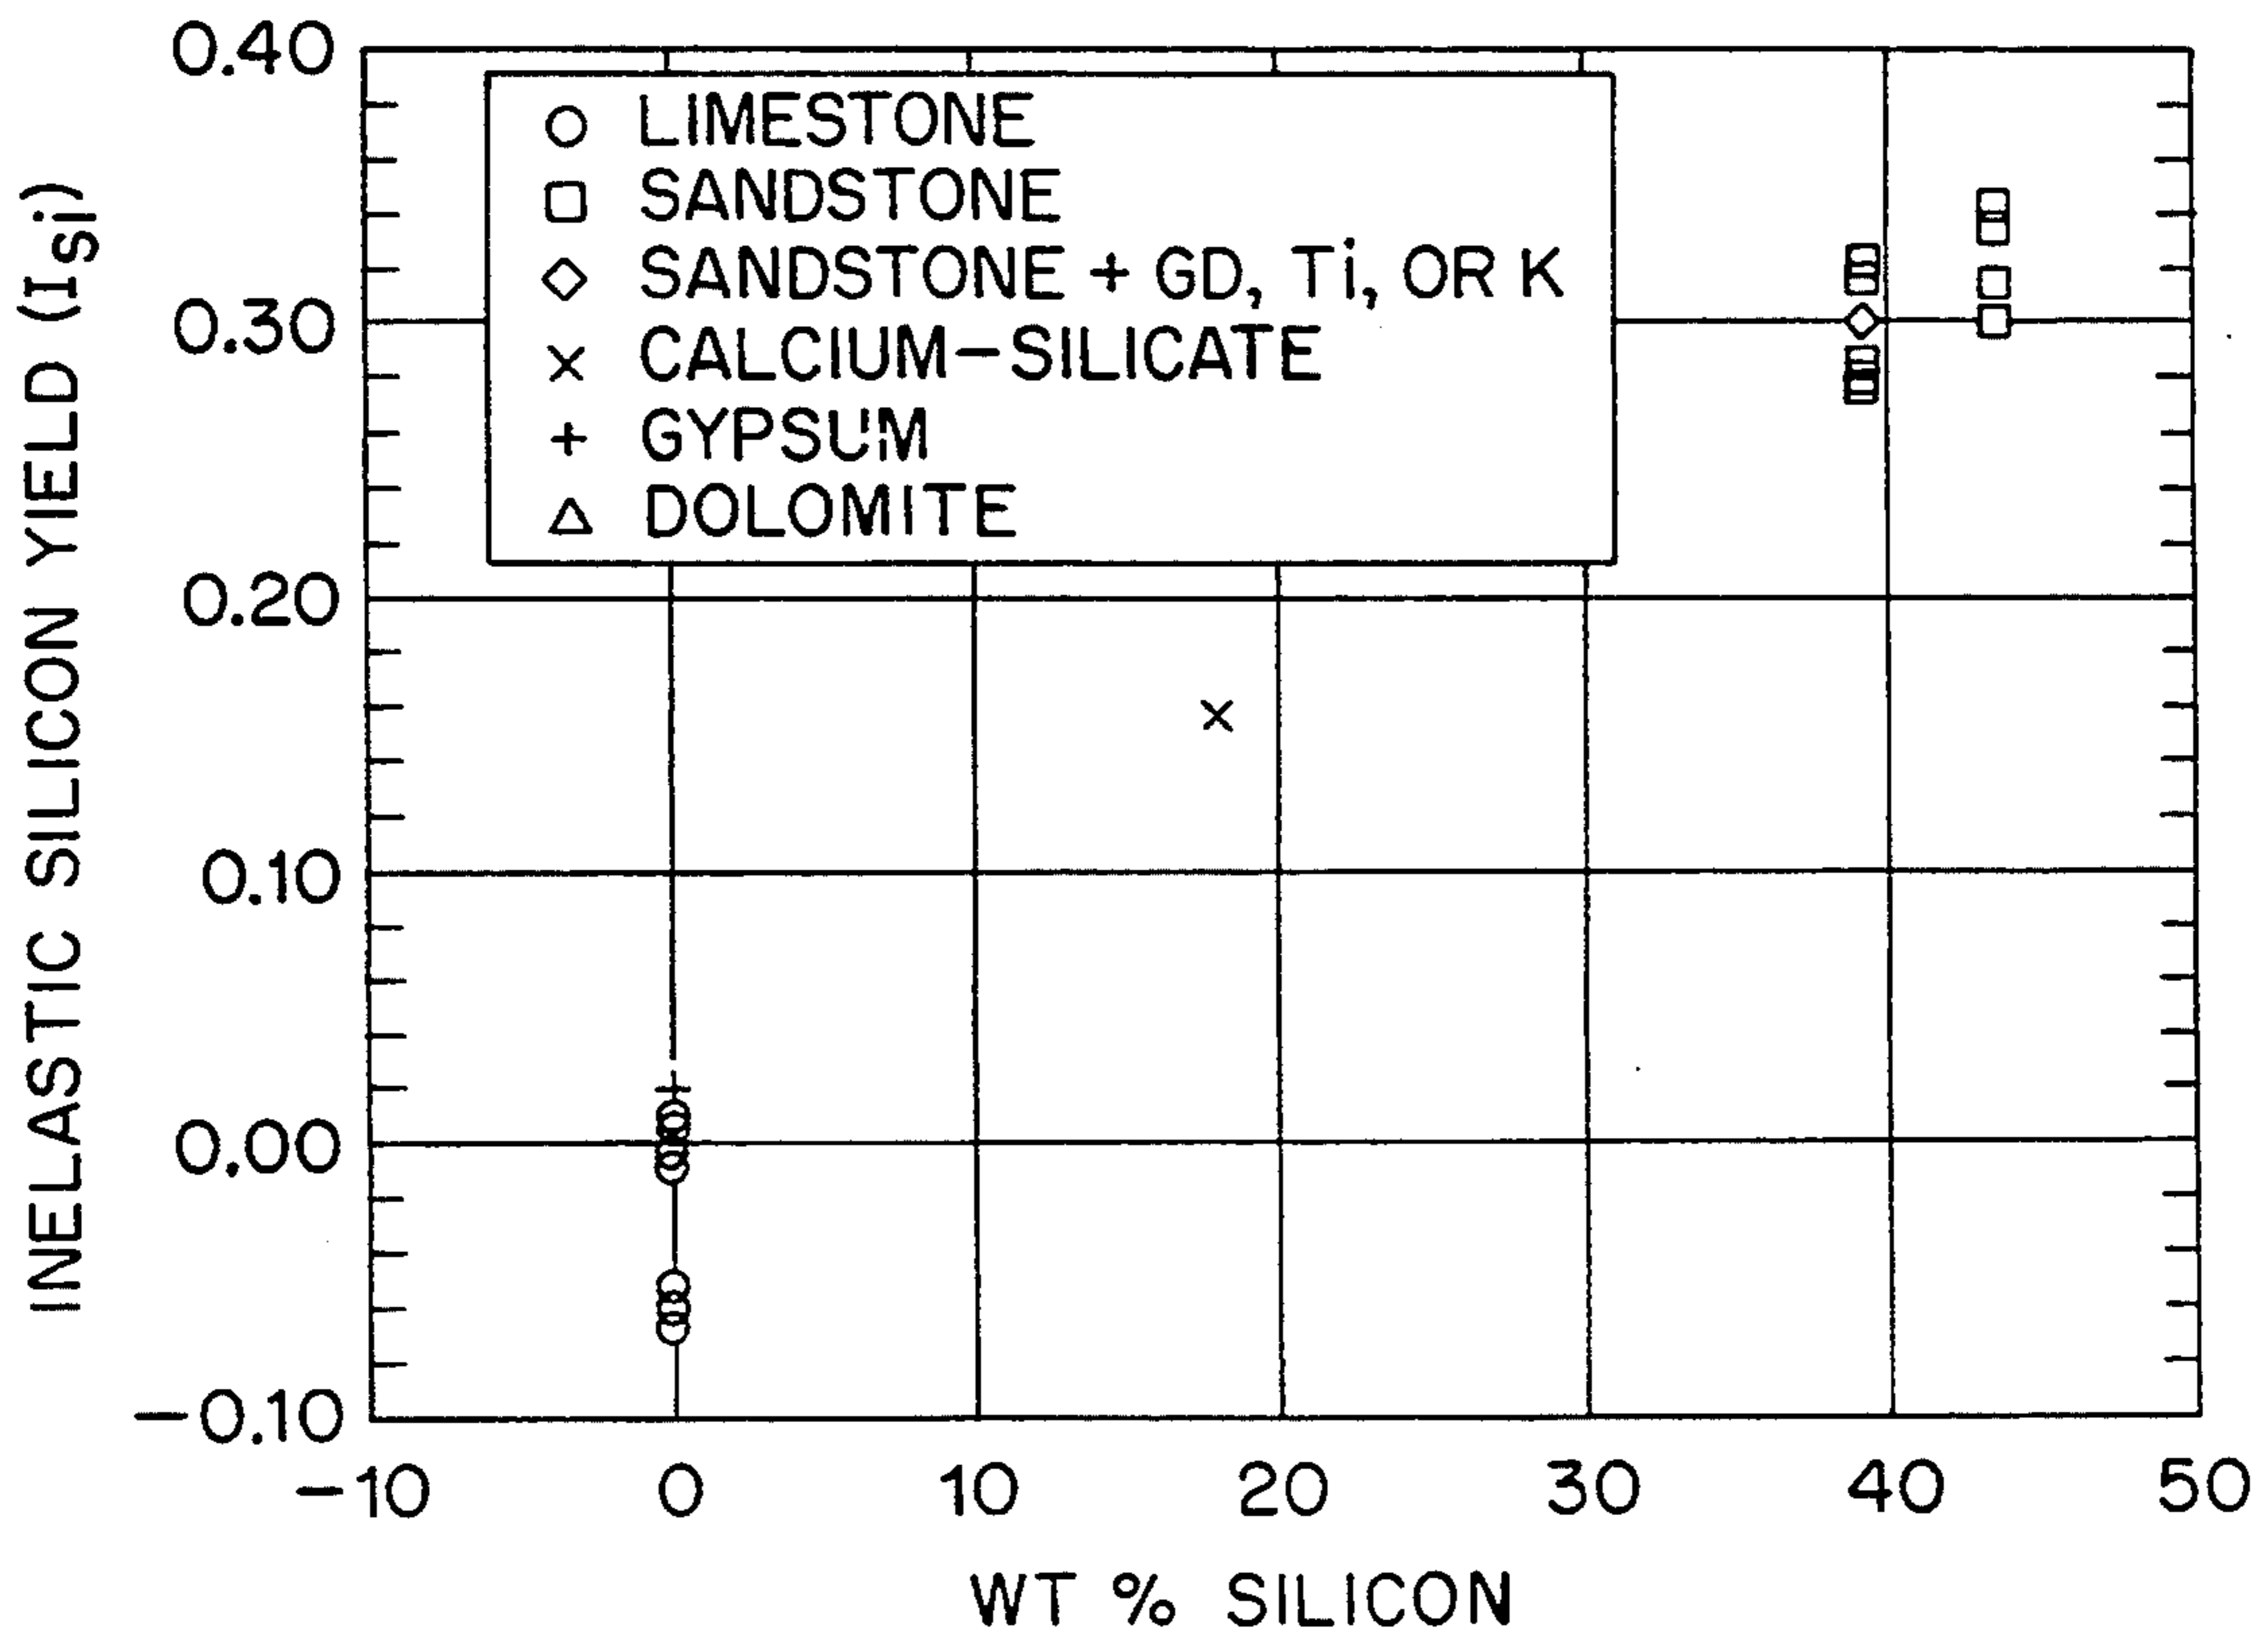 INELASTIC SILICON YIELD (Isi)
0.40
0.30
0.20
0.10
0.00
-0.10
LIMESTONE
SANDSTONE
SANDSTONE + GD, Ti, OR K
CALCIUM-SILICATE
GYPSUM
DOLOMITE
-10 0 10 20 30 40 50
WT % SILICON